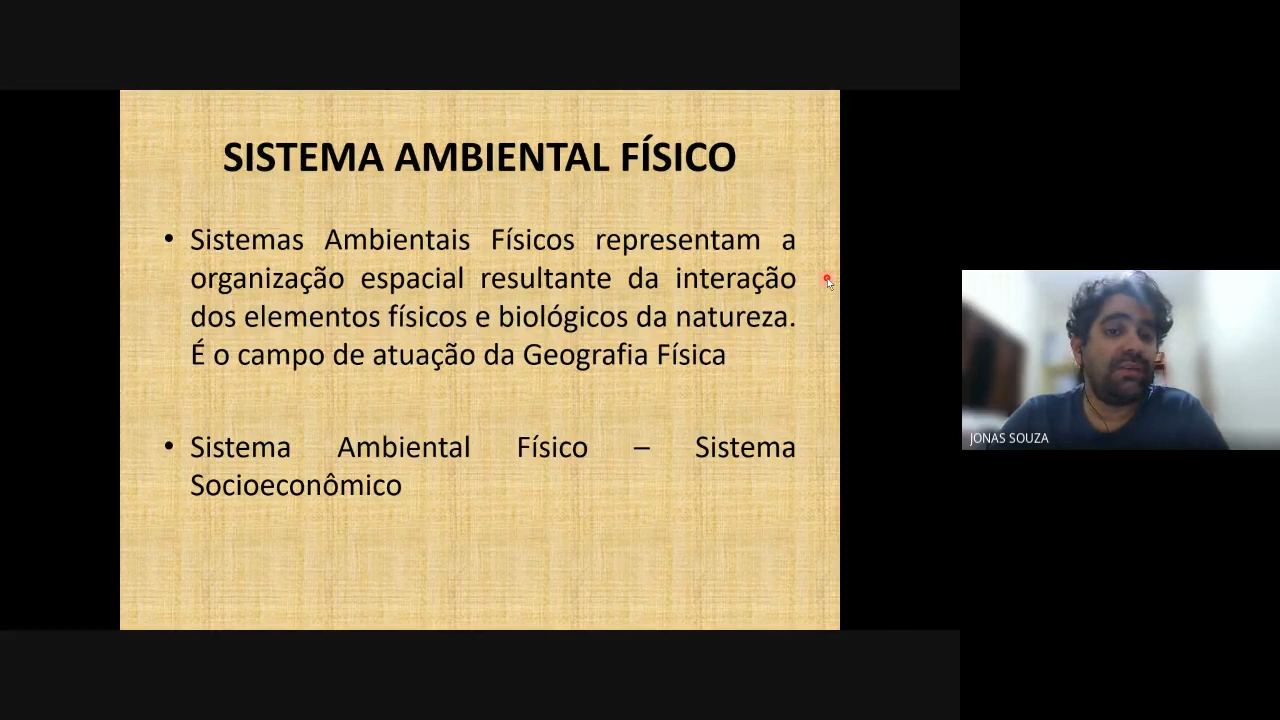 SISTEMA AMBIENTAL FÍSICO
• Sistemas Ambientais Físicos representam a
organização espacial resultante da interação
dos elementos físicos e biológicos da natureza.
É o campo de atuação da Geografia Física
• Sistema Ambiental Físico – Sistema
Socioeconômico
JONAS SOUZA